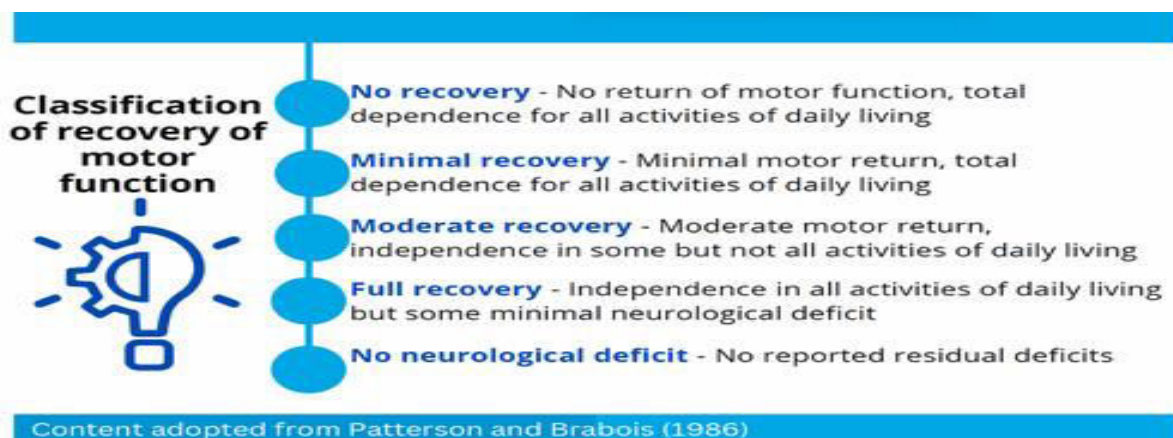 Classification
of recovery of
motor
function
No recovery - No return of motor function, total
dependence for all activities of daily living
Minimal recovery - Minimal motor return, total
dependence for all activities of daily living
Moderate recovery - Moderate motor return,
independence in some but not all activities of daily living
Full recovery - Independence in all activities of daily living
but some minimal neurological deficit
No neurological deficit - No reported residual deficits
Content adopted from Patterson and Brabois (1986)